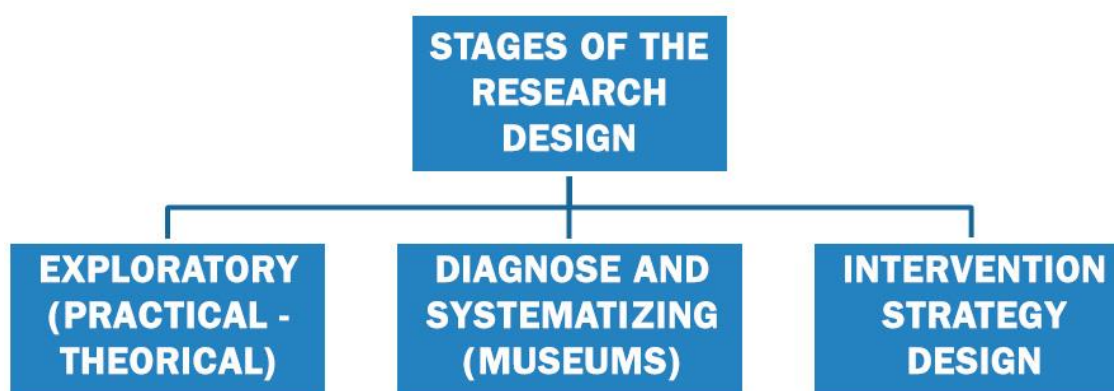 STAGES OF THE
RESEARCH
DESIGN
EXPLORATORY
(PRACTICAL -
THEORICAL)
DIAGNOSE AND
SYSTEMATIZING
(MUSEUMS)
INTERVENTION
STRATEGY
DESIGN